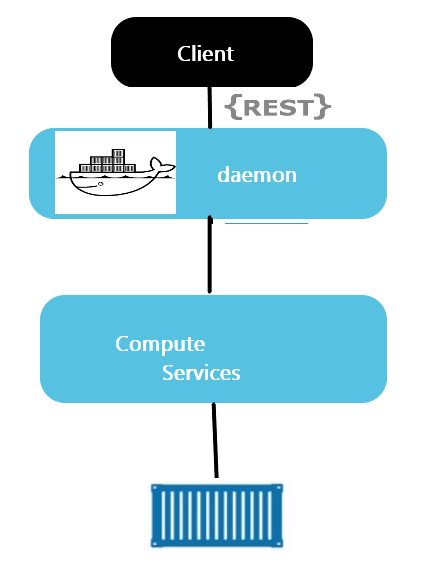 Client
{REST}
daemon
Compute
Services